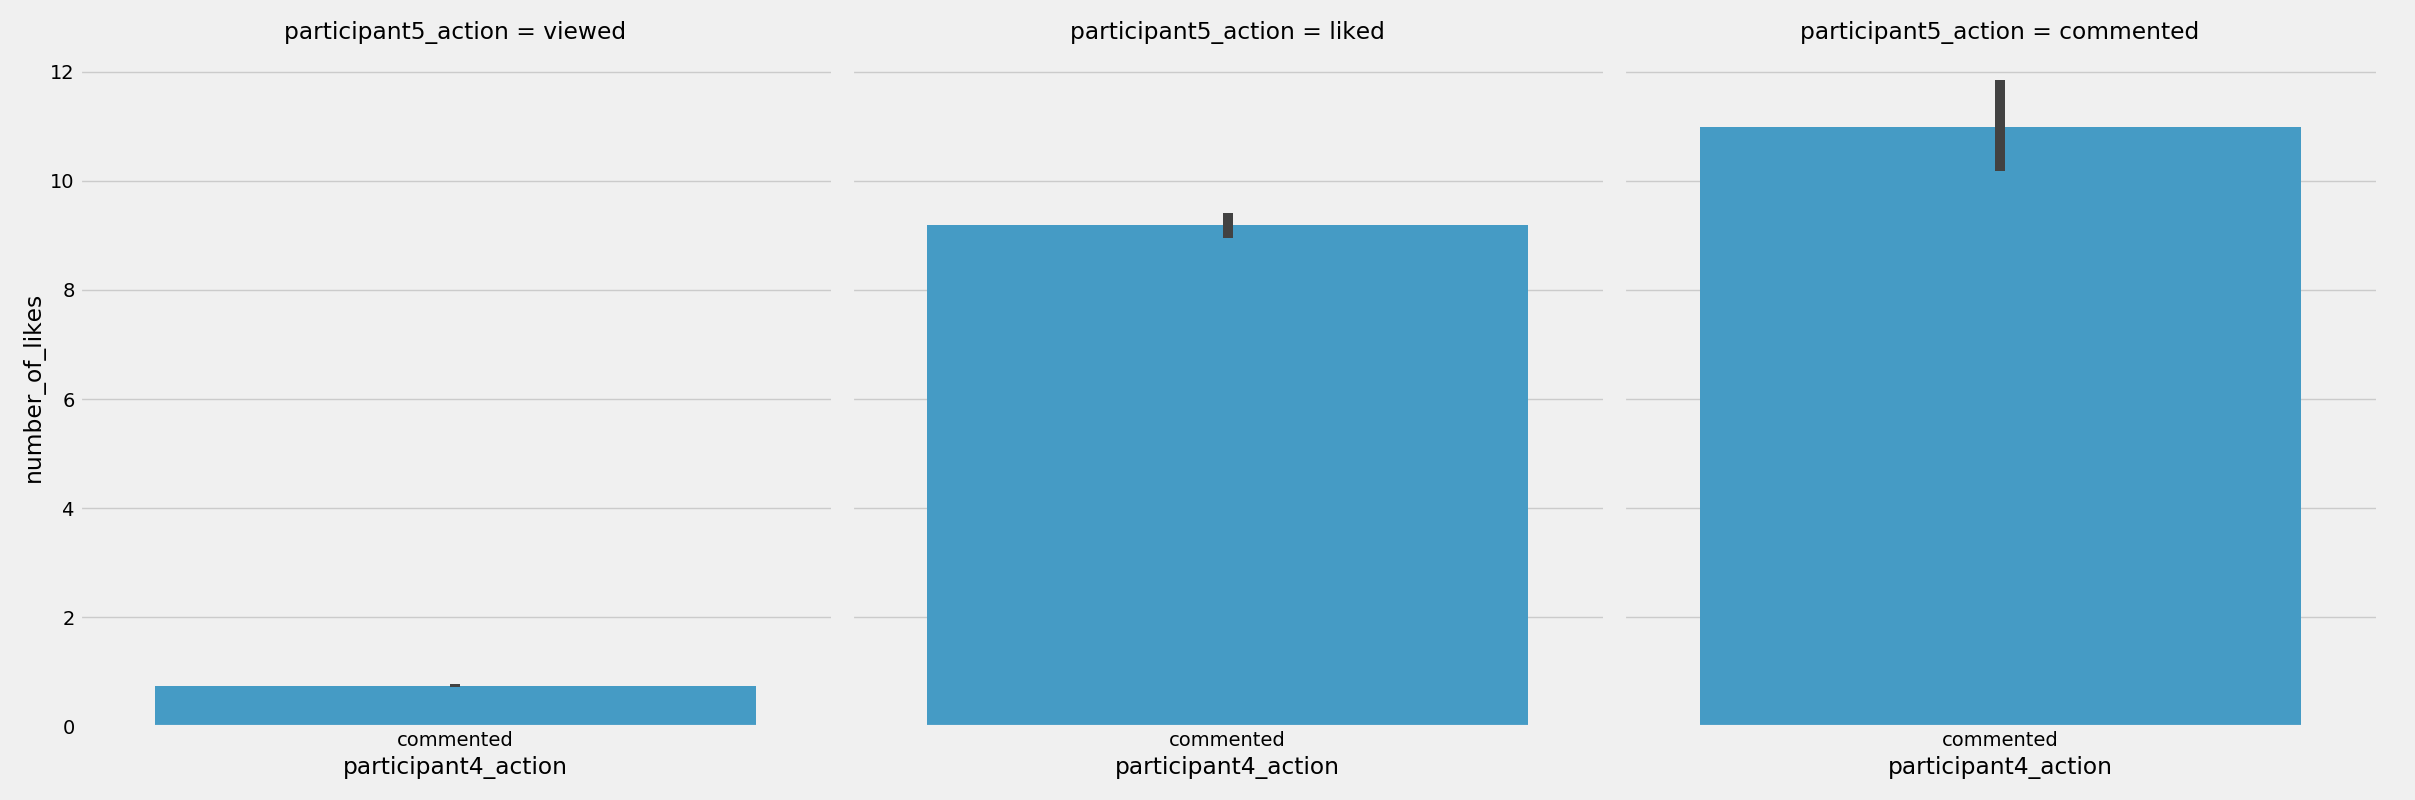 participant5_action = viewed
participant5_action = liked
participant5_action = commented
12
10
8
6
4
2
0
number_of_likes
commented
commented
commented
participant4_action
participant4_action
participant4_action